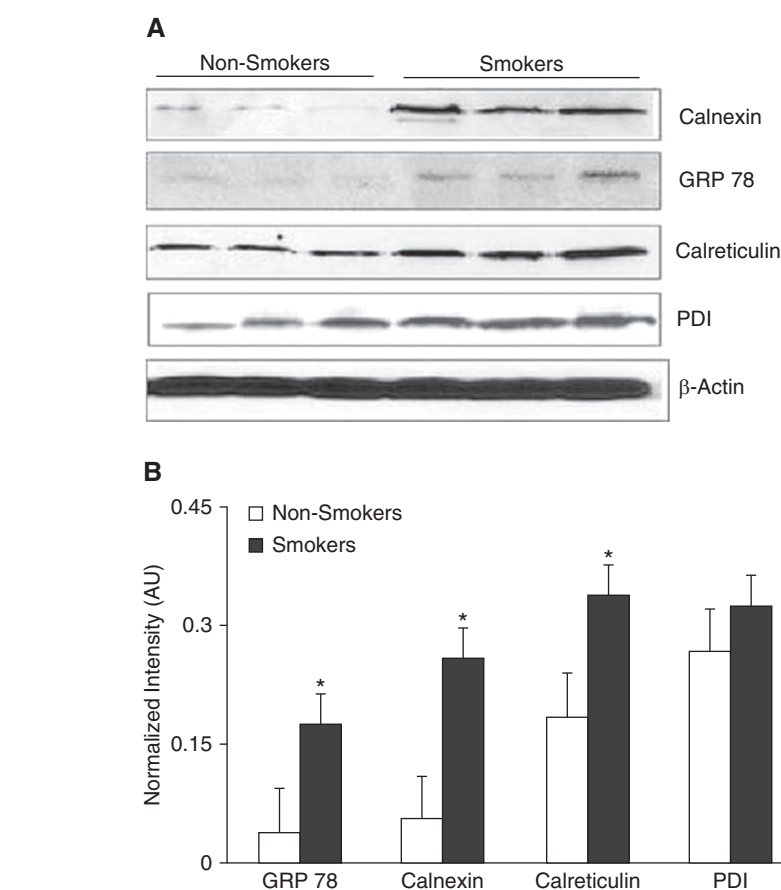 A
Non-Smokers Smokers
Calnexin
GRP 78
Calreticulin
PDI
β-Actin
B
Normalized Intensity (AU)
0.45
0.3
0.15
0
Non-Smokers
Smokers
*
*
*
GRP 78 Calnexin Calreticulin PDI